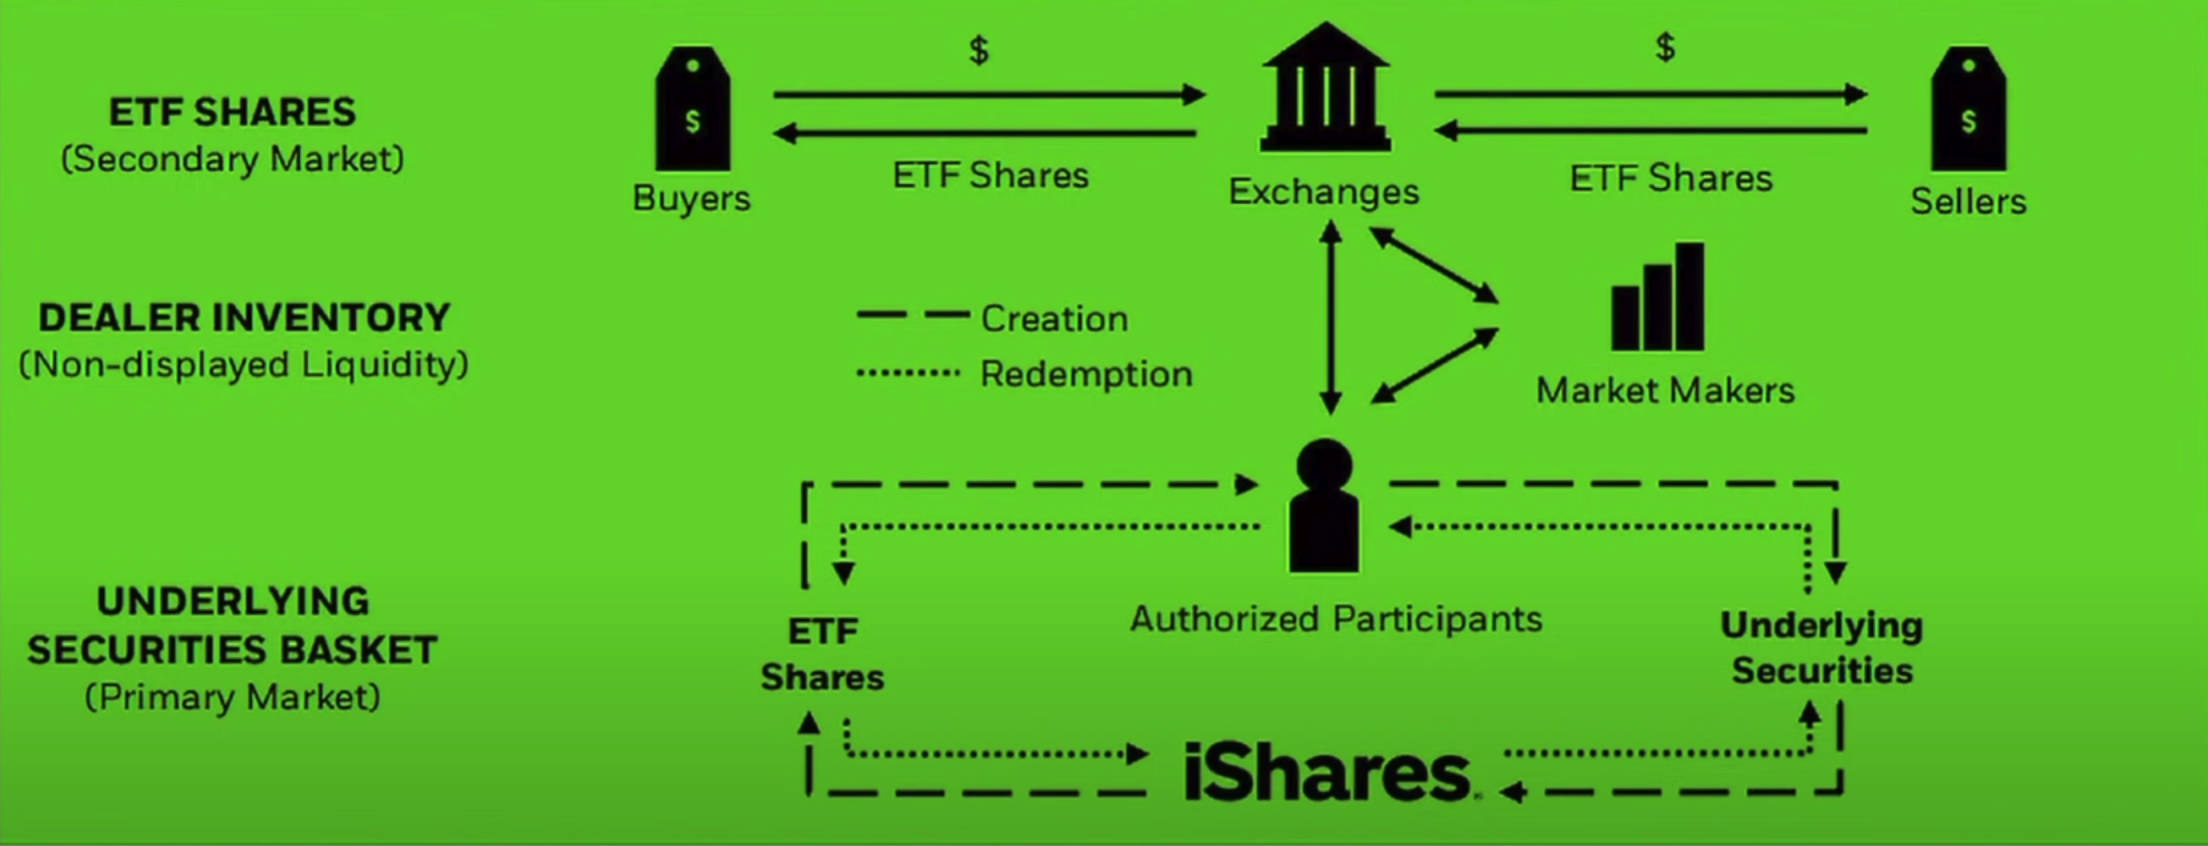 ETF SHARES
(Secondary Market)
$
$
$
$
Buyers
ETF Shares
Exchanges
ETF Shares
Sellers
DEALER INVENTORY
(Non-displayed Liquidity)
Creation
Redemption
Market Makers
UNDERLYING
SECURITIES BASKET
(Primary Market)
Authorized Participants
ETF
Shares
Underlying
Securities
iShares